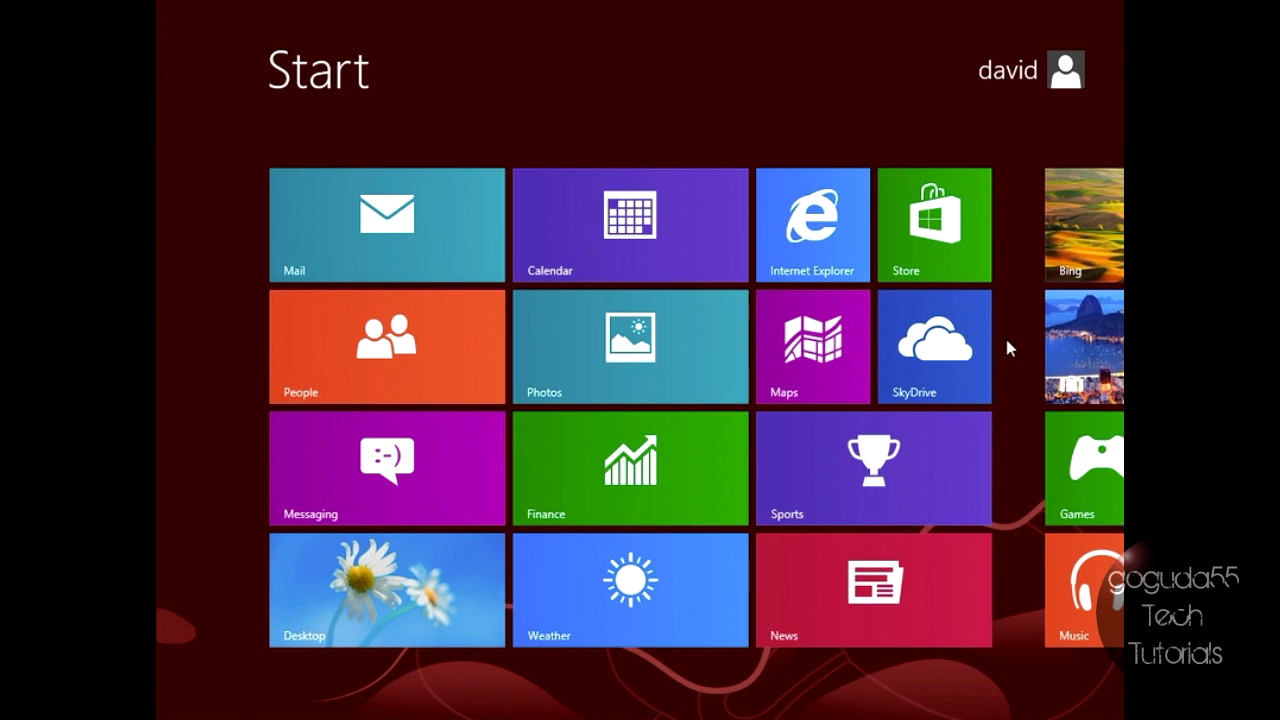 Start
david
Mail
Calendar
Internet Explorer
Store
Bing
People
Photos
Maps
SkyDrive
Messaging
:-)
Finance
Sports
Games
Desktop
Weather
News
Music
goguda55
Tech
Tutorials